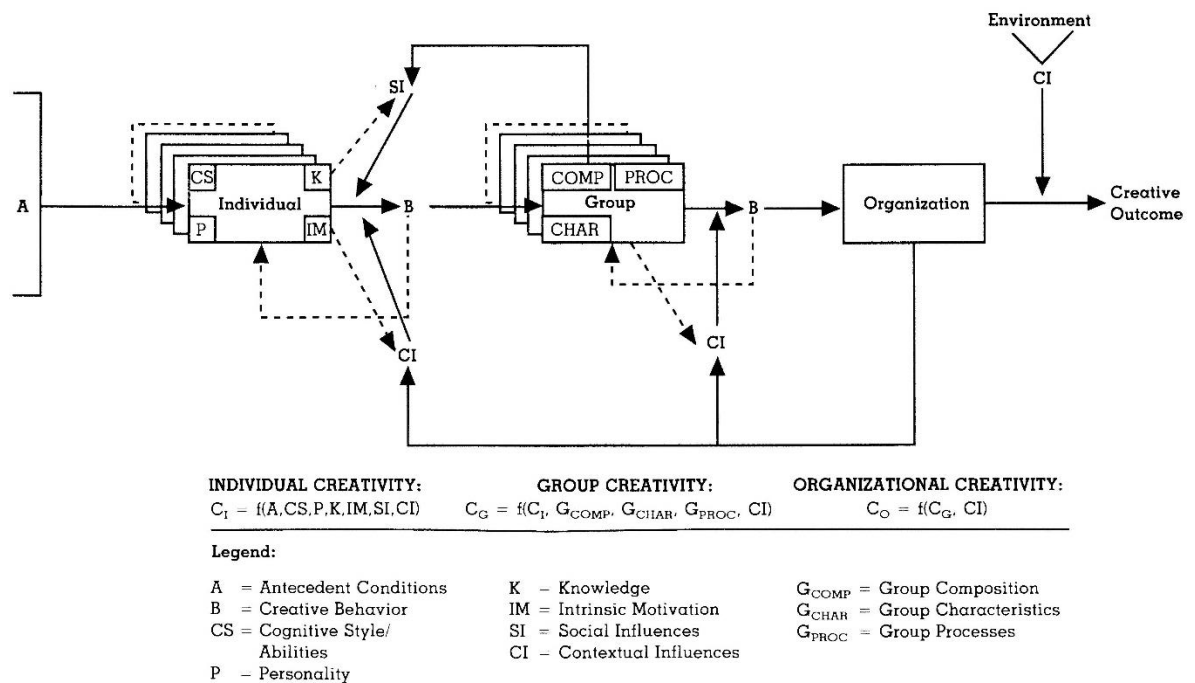 Environment
CI
SI
CS
K
COMP
PROC
A
Individual
B
Group
B
Organization
Creative
Outcome
P
IM
CHAR
CI
CI
INDIVIDUAL CREATIVITY:
C_I = f(A,CS,P,K,IM,SI,CI)
GROUP CREATIVITY:
C_G = f(C_I, G_COMP, G_CHAR, G_PROC, CI)
ORGANIZATIONAL CREATIVITY:
C_O = f(C_G, CI)
Legend:
A = Antecedent Conditions
B = Creative Behavior
CS = Cognitive Style/
Abilities
P – Personality
K – Knowledge
IM = Intrinsic Motivation
SI = Social Influences
CI – Contextual Influences
G_COMP = Group Composition
G_CHAR = Group Characteristics
G_PROC = Group Processes